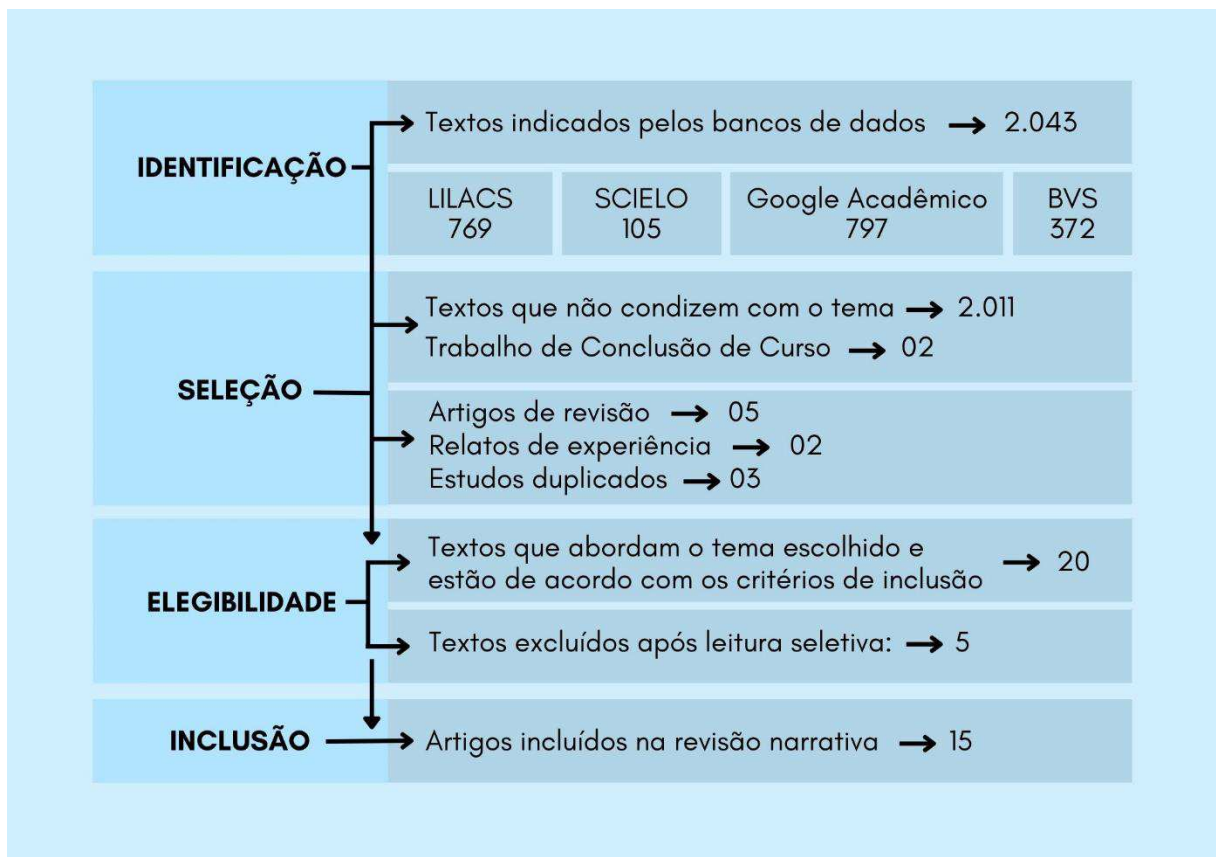 IDENTIFICAÇÃO
Textos indicados pelos bancos de dados → 2.043
LILACS
769
SCIELO
105
Google Acadêmico
797
BVS
372
SELEÇÃO
Textos que não condizem com o tema → 2.011
Trabalho de Conclusão de Curso → 02
Artigos de revisão → 05
Relatos de experiência → 02
Estudos duplicados → 03
ELEGIBILIDADE
Textos que abordam o tema escolhido e
estão de acordo com os critérios de inclusão → 20
Textos excluídos após leitura seletiva: → 5
INCLUSÃO
Artigos incluídos na revisão narrativa → 15